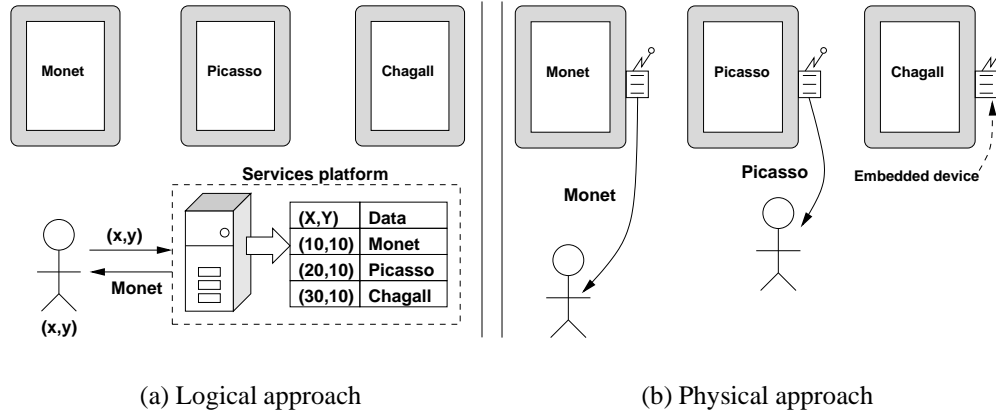 Monet
Picasso
Chagall
Services platform
(X,Y) Data
(10,10) Monet
(20,10) Picasso
(30,10) Chagall
(x,y)
Monet
(x,y)
(a) Logical approach
Monet
Picasso
Chagall
Monet
Picasso
Embedded device
(b) Physical approach